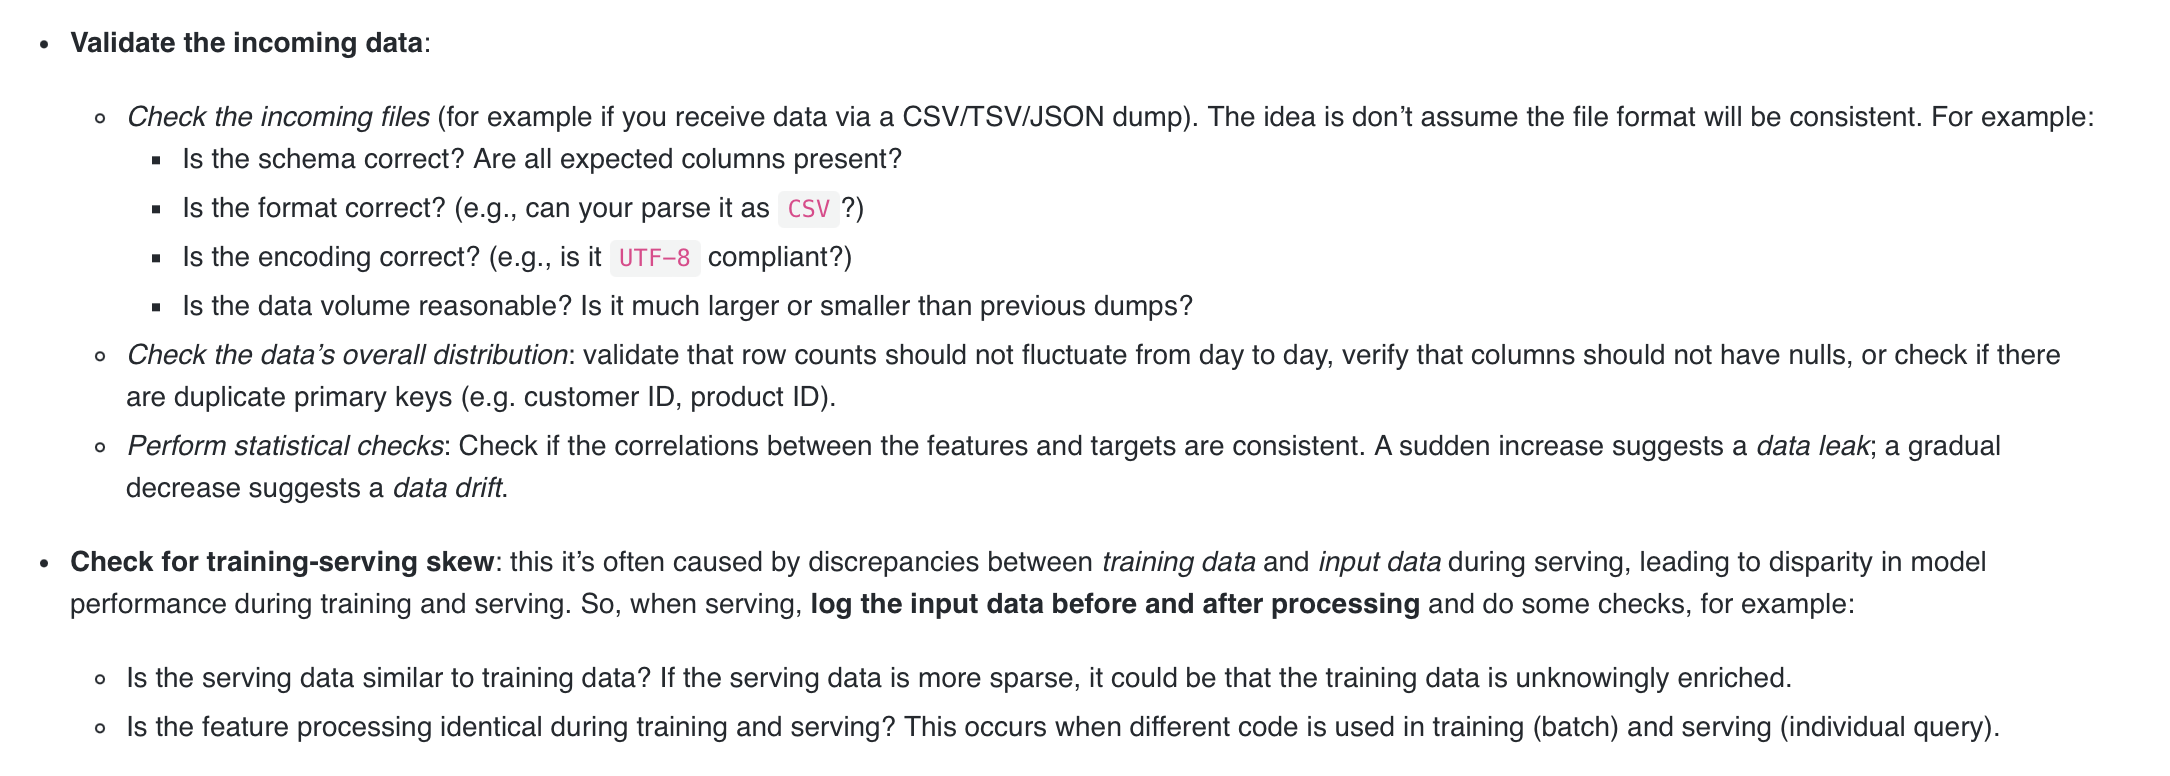 Validate the incoming data:
Check the incoming files (for example if you receive data via a CSV/TSV/JSON dump). The idea is don’t assume the file format will be consistent. For example:
Is the schema correct? Are all expected columns present?
Is the format correct? (e.g., can your parse it as CSV ?)
Is the encoding correct? (e.g., is it UTF-8 compliant?)
Is the data volume reasonable? Is it much larger or smaller than previous dumps?
Check the data’s overall distribution: validate that row counts should not fluctuate from day to day, verify that columns should not have nulls, or check if there
are duplicate primary keys (e.g. customer ID, product ID).
Perform statistical checks: Check if the correlations between the features and targets are consistent. A sudden increase suggests a data leak; a gradual
decrease suggests a data drift.
Check for training-serving skew: this it’s often caused by discrepancies between training data and input data during serving, leading to disparity in model
performance during training and serving. So, when serving, log the input data before and after processing and do some checks, for example:
Is the serving data similar to training data? If the serving data is more sparse, it could be that the training data is unknowingly enriched.
Is the feature processing identical during training and serving? This occurs when different code is used in training (batch) and serving (individual query).